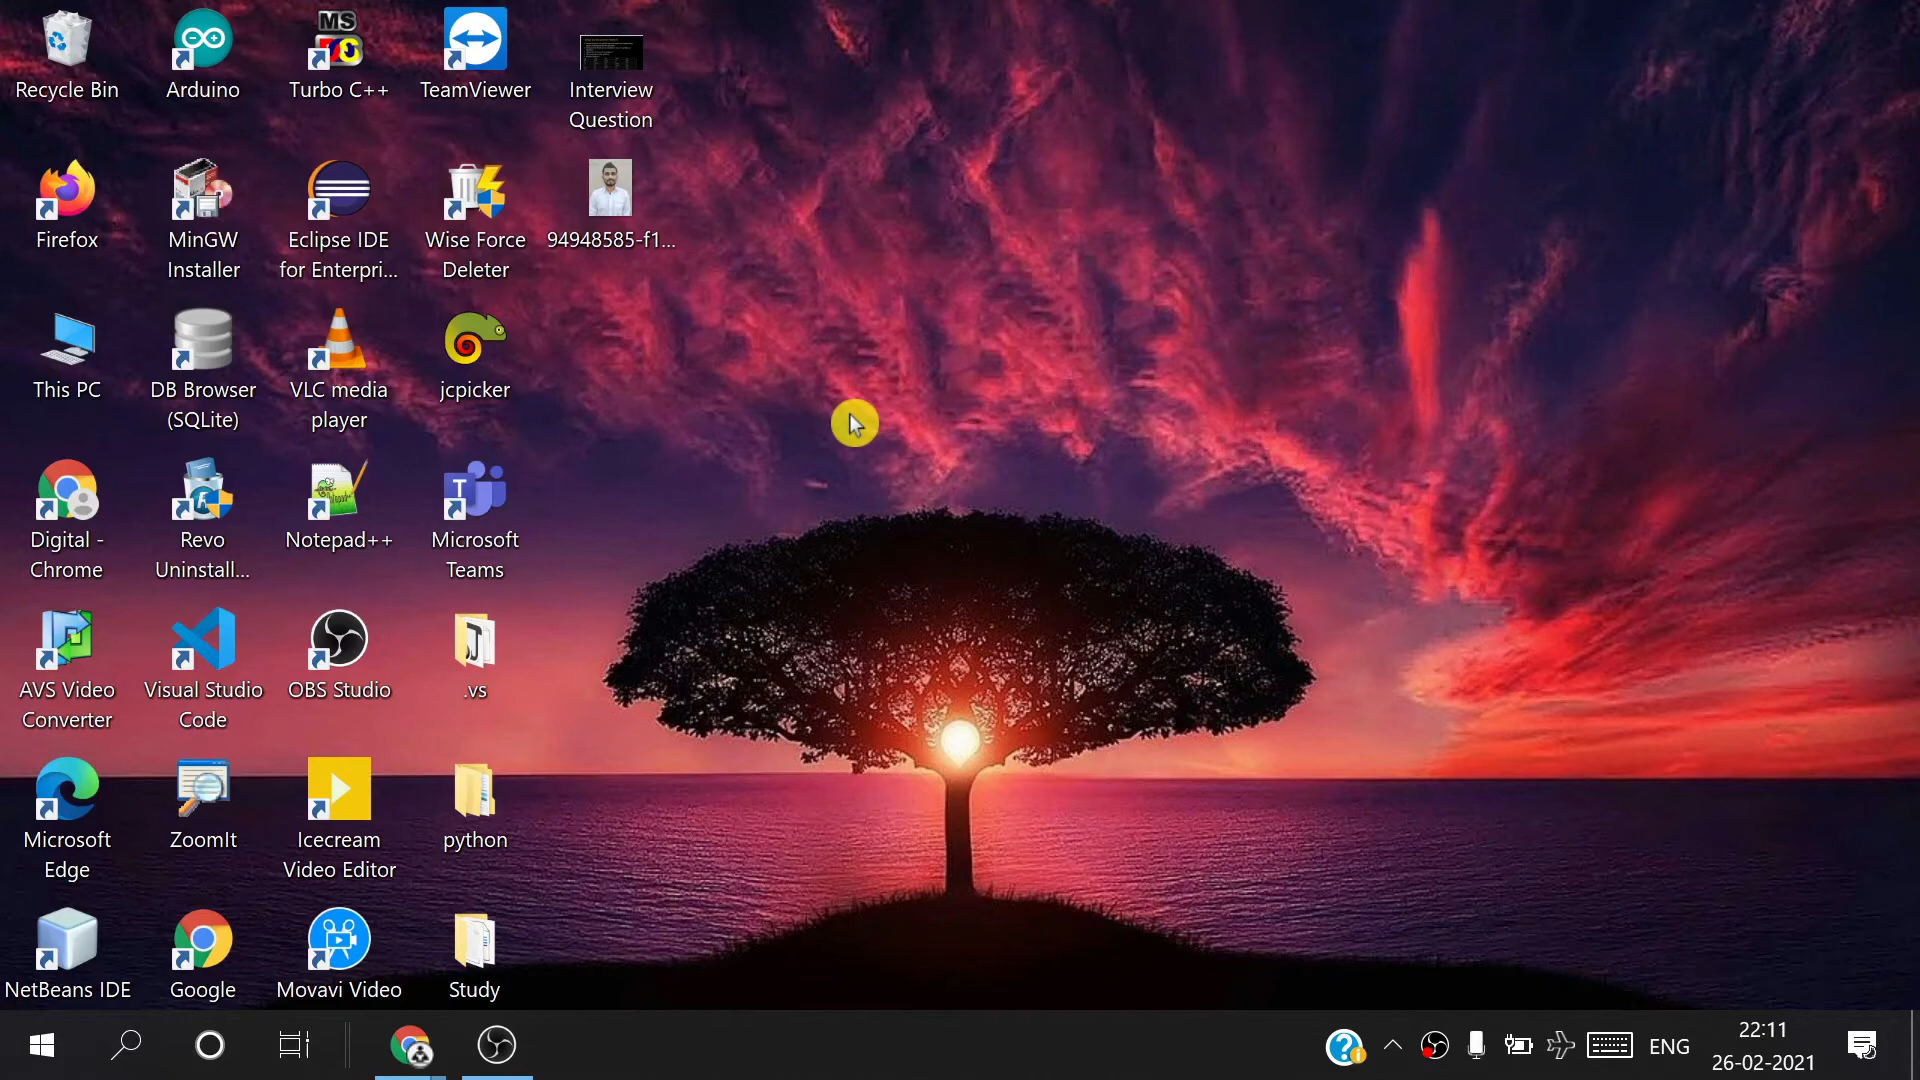 Recycle Bin
Arduino
Turbo C++
TeamViewer
Interview
Question
Firefox
MinGW
Installer
Eclipse IDE
for Enterpri...
Wise Force
Deleter
94948585-f1...
This PC
DB Browser
(SQLite)
VLC media
player
jcpicker
Digital -
Chrome
Revo
Uninstall...
Notepad++
Microsoft
Teams
AVS Video
Converter
Visual Studio
Code
OBS Studio
.vs
Microsoft
Edge
ZoomIt
Icecream
Video Editor
python
NetBeans IDE
Google
Movavi Video
Study
ENG
22:11
26-02-2021